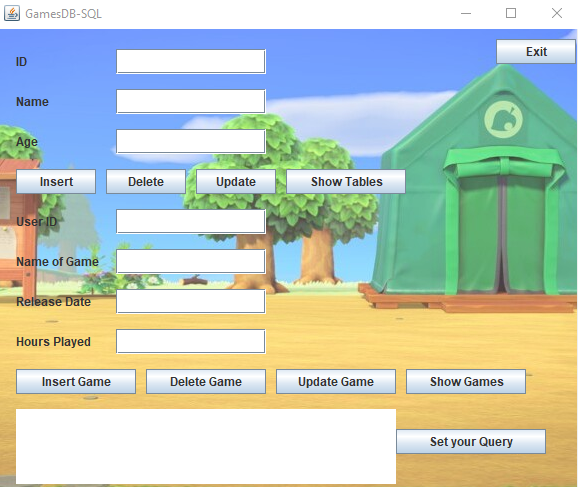 GamesDB-SQL
Exit
ID
Name
Age
Insert Delete Update Show Tables
User ID
Name of Game
Release Date
Hours Played
Insert Game Delete Game Update Game Show Games
Set your Query